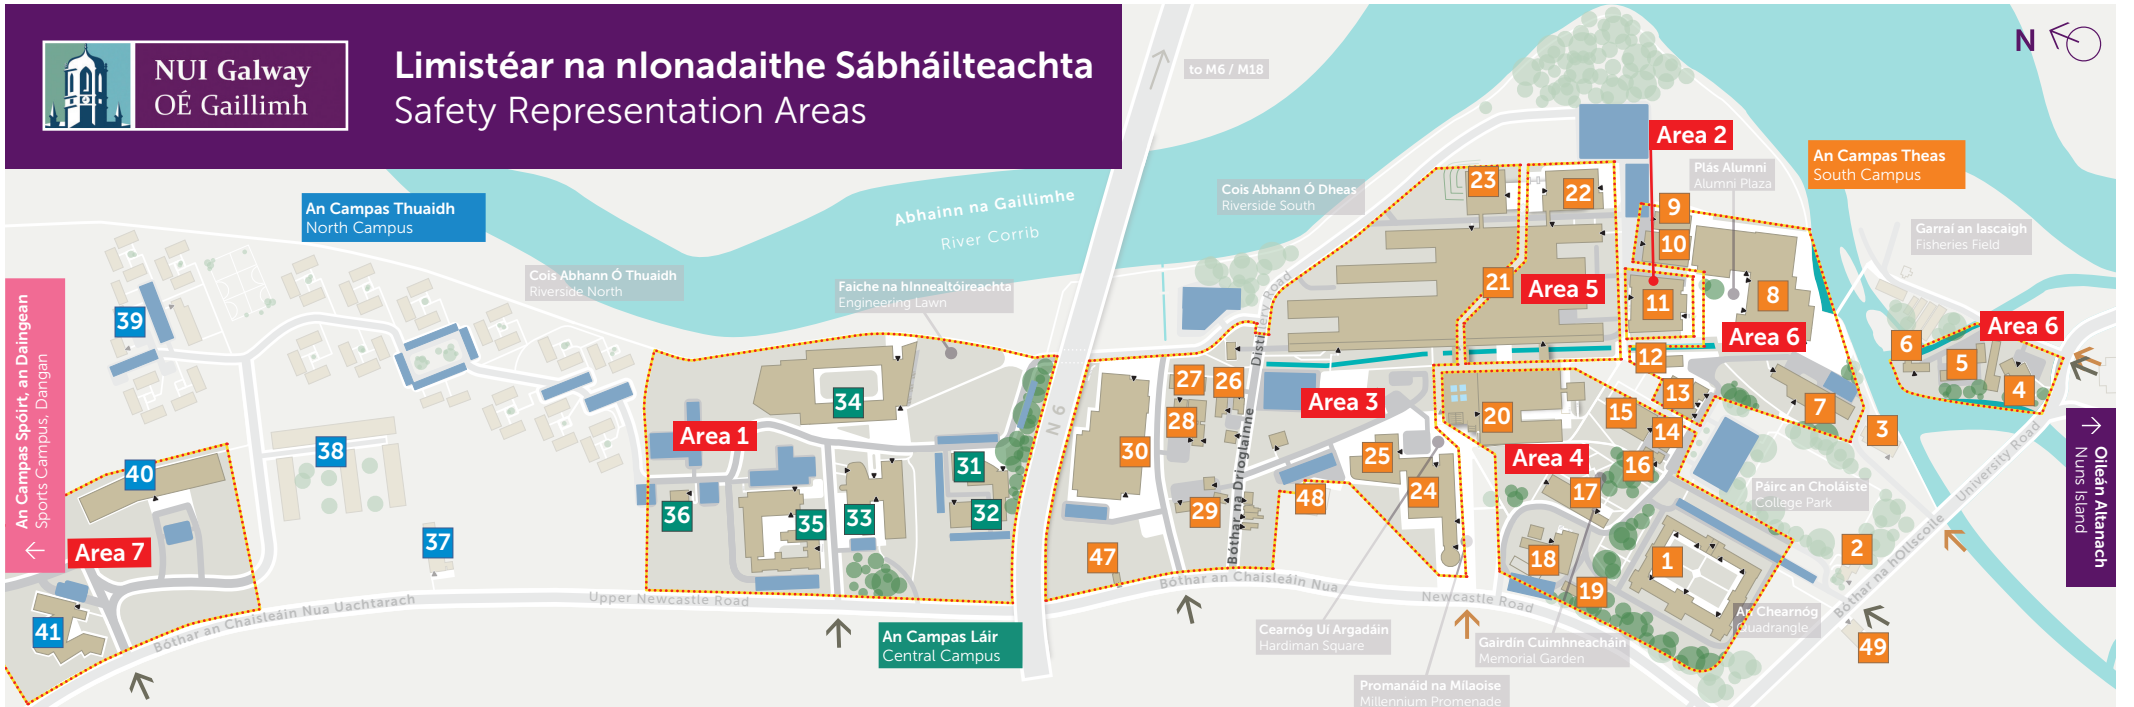 NUI Galway
OÉ Gaillimh
Limistéar na nIonadaithe Sábháilteachta
Safety Representation Areas
to M6 / M18
N
Area 2
Plás Alumni
Alumni Plaza
An Campas Theas
South Campus
Cois Abhann Ó Dheas
Riverside South
23
22
9
10
Garraí an Iascaigh
Fisheries Field
An Campas Thuaidh
North Campus
Abhainn na Gaillimhe
River Corrib
Cois Abhann Ó Thuaidh
Riverside North
Faiche na hInnealtóireachta
Engineering Lawn
21
Area 5
11
8
Area 6
Area 6
6
5
4
39
An Campas Spóirt, an Daingean
Sports Campus, Dangan
Distillery Road
12
13
7
3
34
27
26
28
Area 3
20
15
14
Area 1
N6
30
25
Area 4
16
38
40
31
36
35
33
32
29
48
24
17
Páirc an Choláiste
College Park
University Road
Oileán Altanach
Nuns Island
Bóthar na Drioglainne
Area 7
37
47
18
1
2
Bóthar na hOllscoile
19
41
Bóthar an Chaisleáin Nua Uachtarach
Upper Newcastle Road
Bóthar an Chaisleáin Nua
Newcastle Road
An Chearnóg
Quadrangle
49
An Campas Láir
Central Campus
Cearnóg Uí Argadáin
Hardiman Square
Gairdín Cuimhneacháin
Memorial Garden
Promanáid na Mílaoise
Millennium Promenade